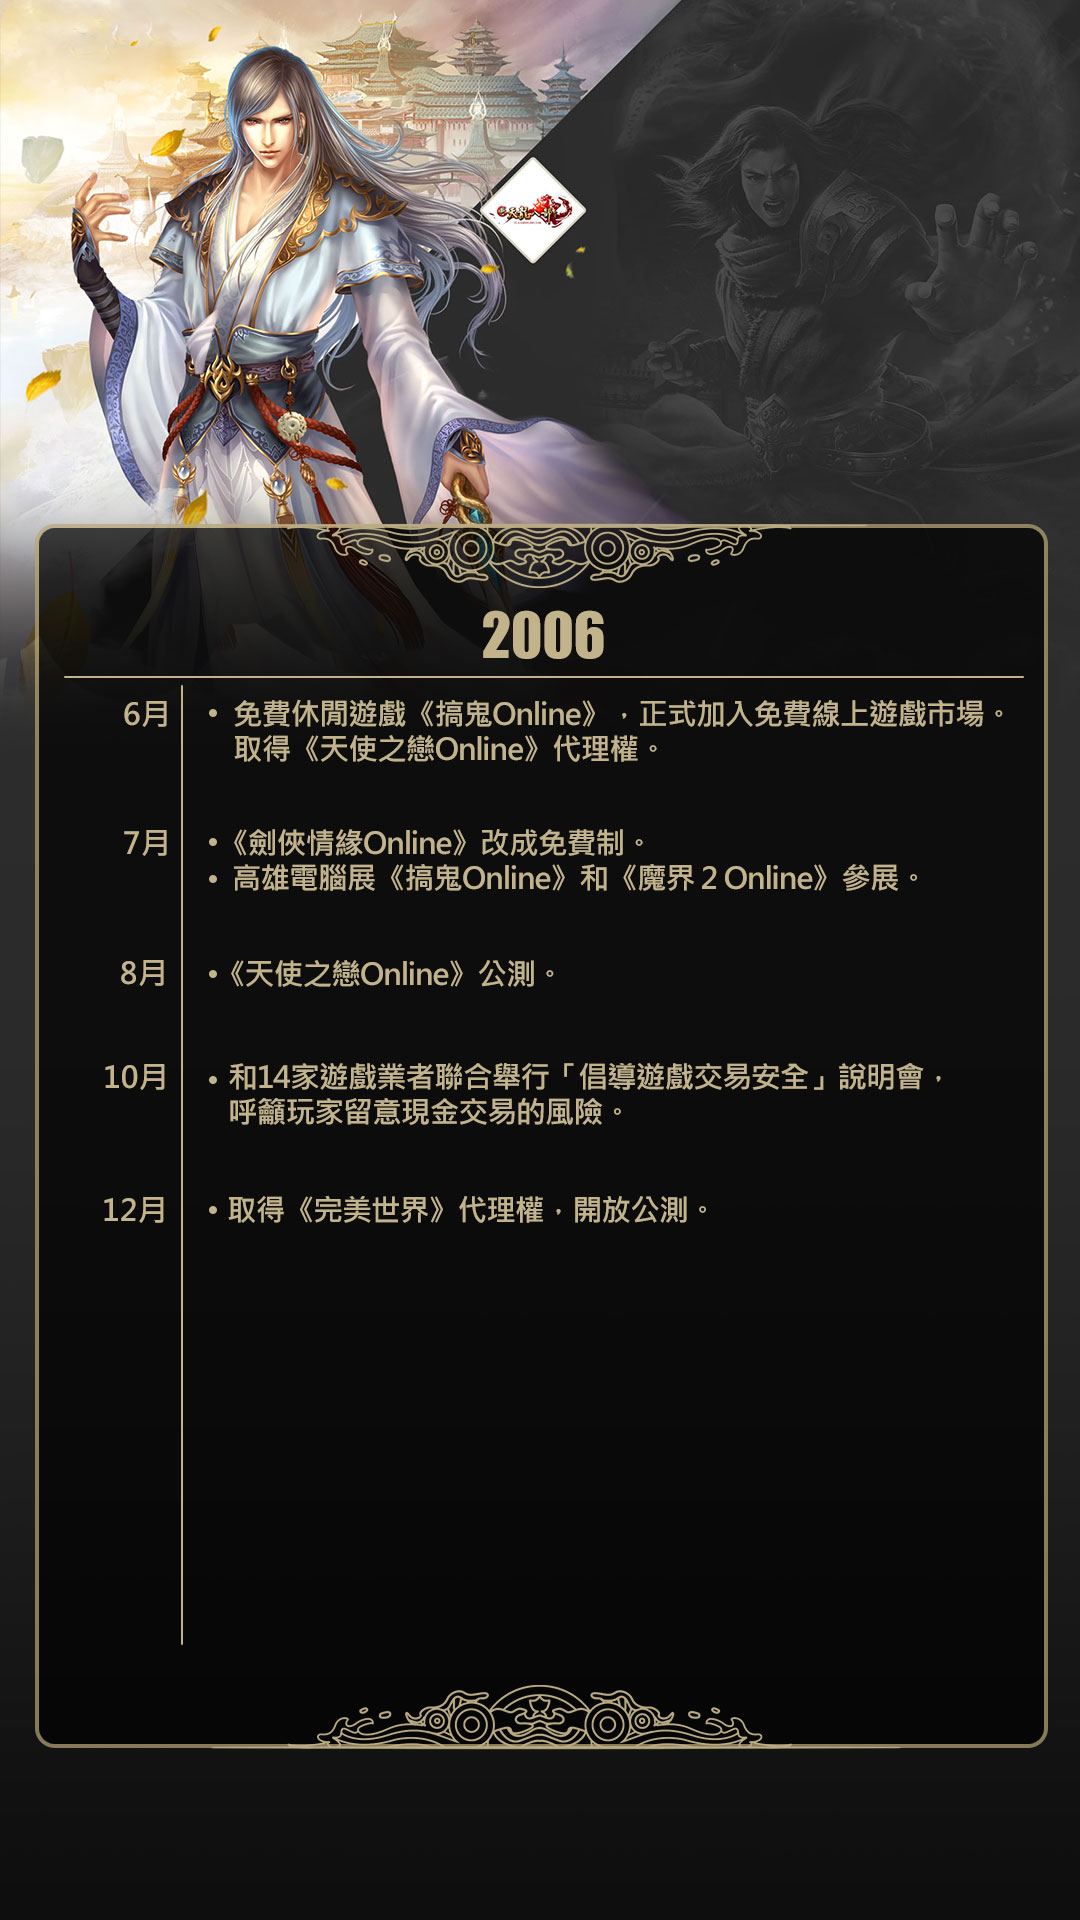 天龍八部
2006
6月
• 免費休閒遊戲《搞鬼Online》，正式加入免費線上遊戲市場。
取得《天使之戀Online》代理權。
7月
•《劍俠情緣Online》改成免費制。
• 高雄電腦展《搞鬼Online》和《魔界 2 Online》參展。
8月
•《天使之戀Online》公測。
10月
• 和14家遊戲業者聯合舉行「倡導遊戲交易安全」說明會，
呼籲玩家留意現金交易的風險。
12月
• 取得《完美世界》代理權，開放公測。